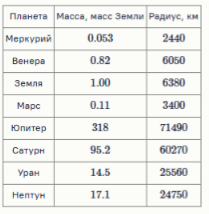 Планета Масса, масс Земли Радиус, км
Меркурий 0.053 2440
Венера 0.82 6050
Земля 1.00 6380
Марс 0.11 3400
Юпитер 318 71490
Сатурн 95.2 60270
Уран 14.5 25560
Нептун 17.1 24750